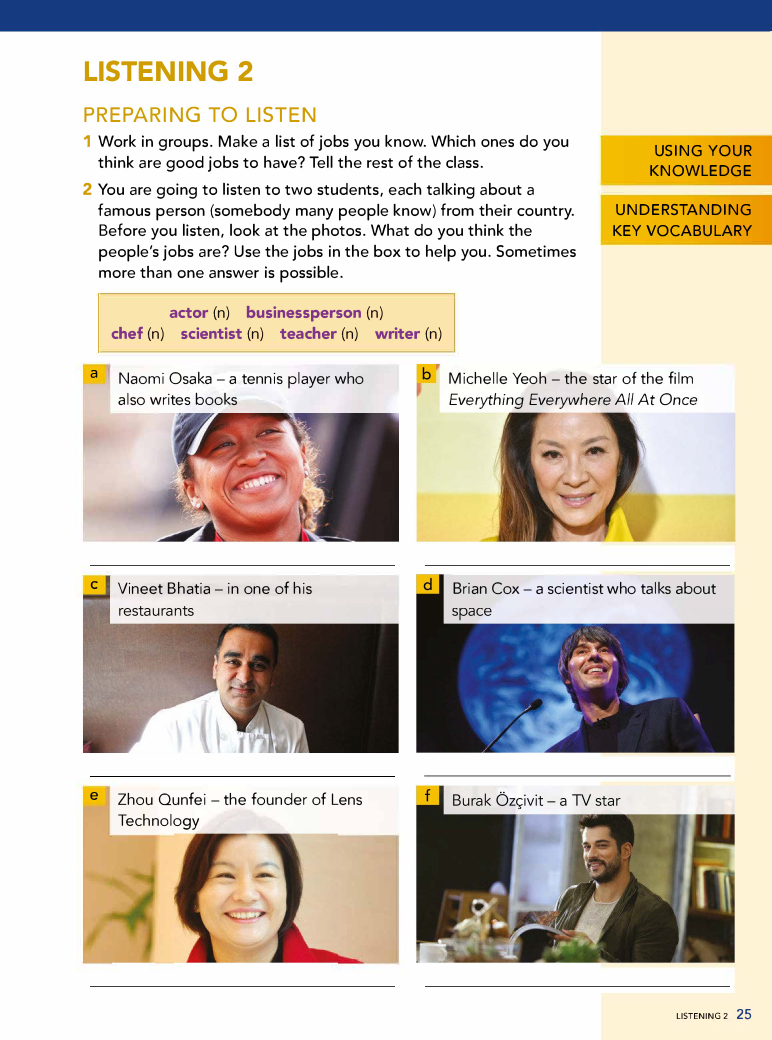 LISTENING 2
PREPARING TO LISTEN
1 Work in groups. Make a list of jobs you know. Which ones do you
think are good jobs to have? Tell the rest of the class.
USING YOUR
KNOWLEDGE
2 You are going to listen to two students, each talking about a
famous person (somebody many people know) from their country.
Before you listen, look at the photos. What do you think the
people's jobs are? Use the jobs in the box to help you. Sometimes
more than one answer is possible.
UNDERSTANDING
KEY VOCABULARY
actor (n) businessperson (n)
chef (n) scientist (n) teacher (n) writer (n)
a Naomi Osaka – a tennis player who
also writes books
b Michelle Yeoh – the star of the film
Everything Everywhere All At Once
c Vineet Bhatia – in one of his
restaurants
d Brian Cox – a scientist who talks about
space
e Zhou Qunfei – the founder of Lens
Technology
f Burak Özçivit – a TV star
LISTENING 2 25